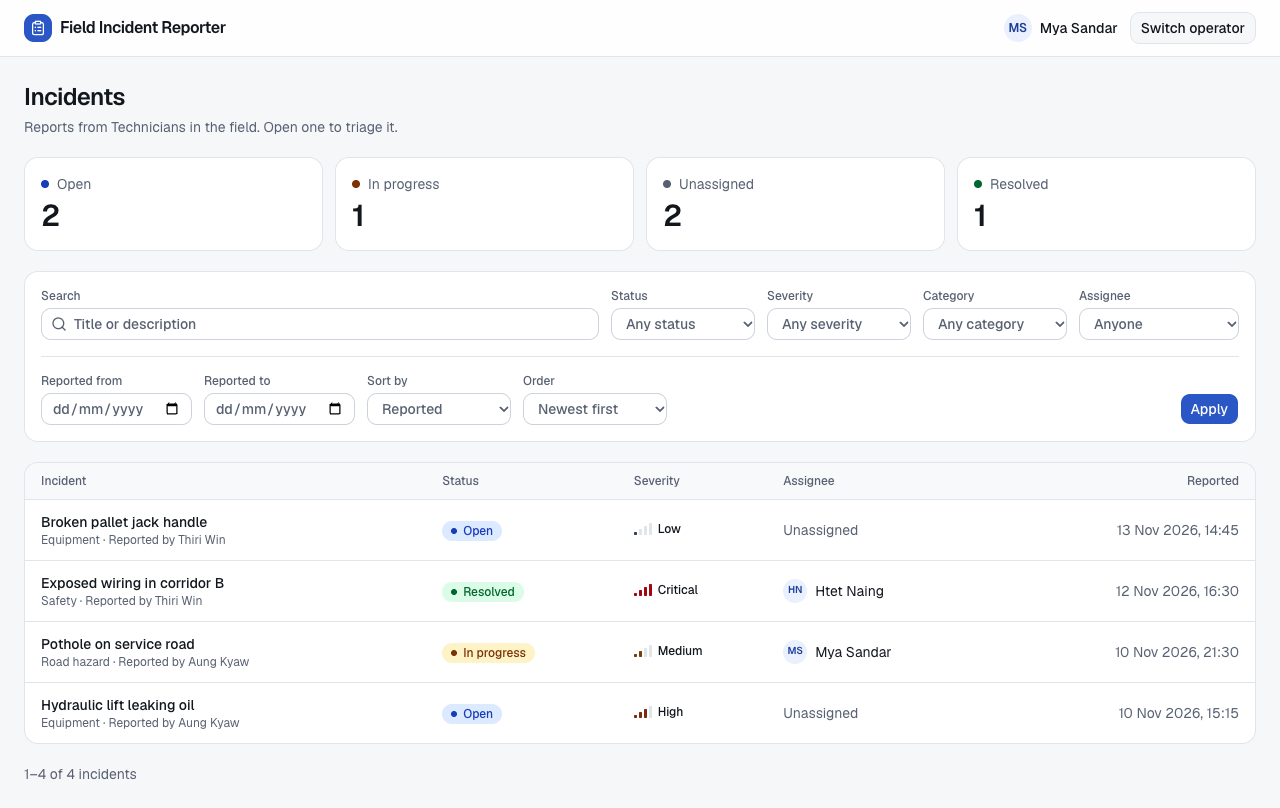 Field Incident Reporter
MS Mya Sandar Switch operator
Incidents
Reports from Technicians in the field. Open one to triage it.
Open In progress Unassigned Resolved
2 1 2 1
Search Status Severity Category Assignee
Title or description Any status Any severity Any category Anyone
Reported from Reported to Sort by Order
dd/mm/yyyy dd/mm/yyyy Reported Newest first Apply
Incident Status Severity Assignee Reported
Broken pallet jack handle
Equipment · Reported by Thiri Win
Open Low Unassigned 13 Nov 2026, 14:45
Exposed wiring in corridor B
Safety · Reported by Thiri Win
Resolved Critical HN Htet Naing 12 Nov 2026, 16:30
Pothole on service road
Road hazard · Reported by Aung Kyaw
In progress Medium MS Mya Sandar 10 Nov 2026, 21:30
Hydraulic lift leaking oil
Equipment · Reported by Aung Kyaw
Open High Unassigned 10 Nov 2026, 15:15
1–4 of 4 incidents